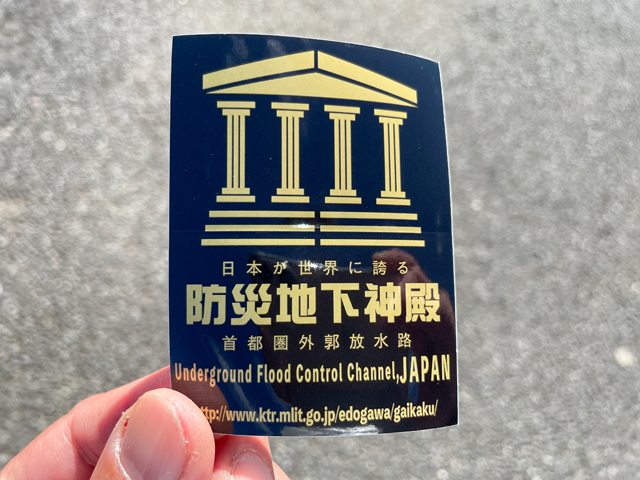 日本が世界に誇る
防災地下神殿
首都圏外郭放水路
Underground Flood Control Channel,JAPAN
ttp://www.ktr.mlit.go.jp/edogawa/gaikaku/